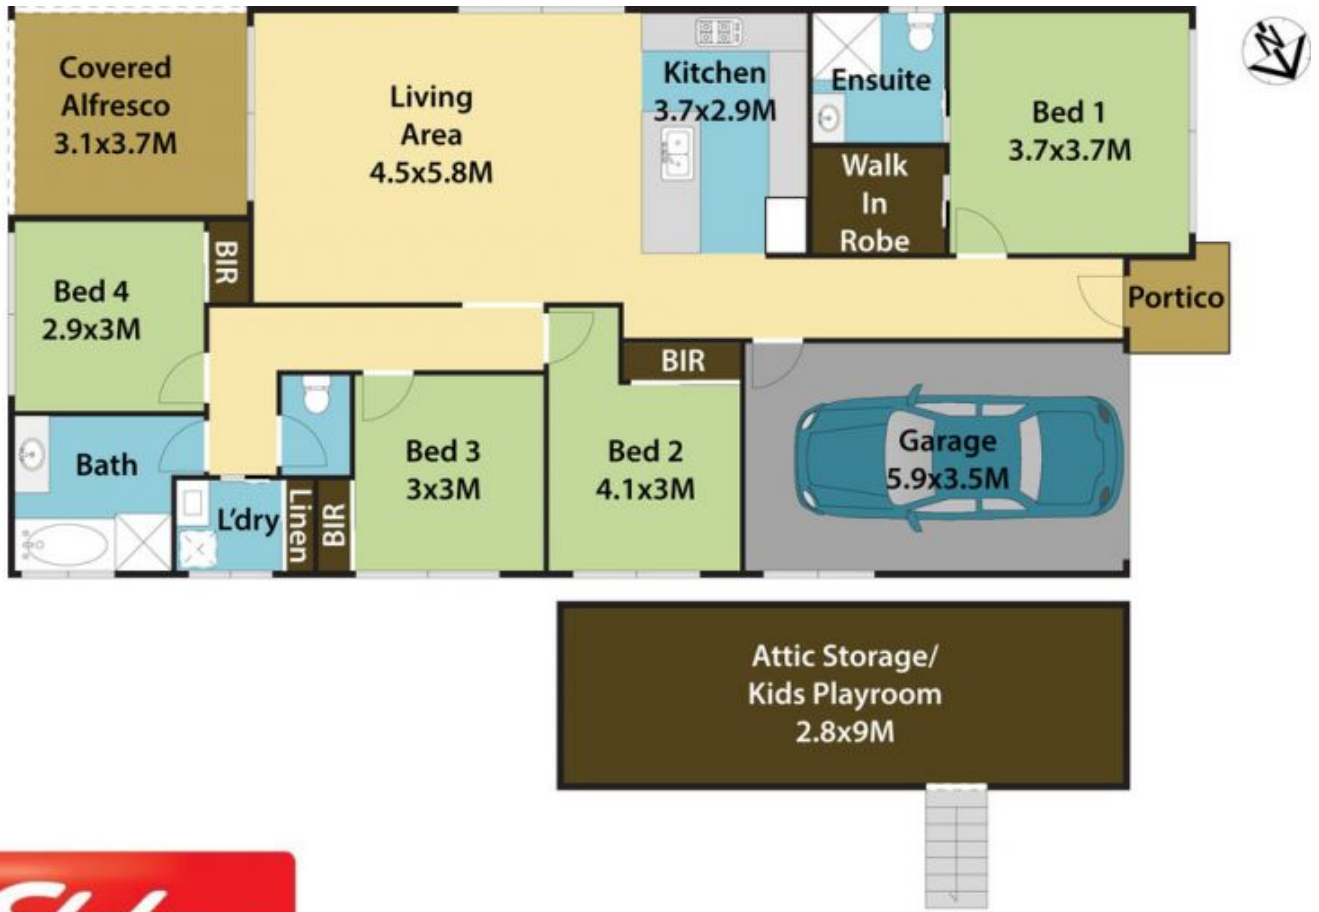 Covered
Alfresco
3.1x3.7M
Living
Area
4.5x5.8M
Kitchen
3.7x2.9M
Ensuite
Walk
In
Robe
Bed 1
3.7x3.7M
N
Bed 4
2.9x3M
BIR
Portico
BIR
Bath
L'dry
Linen
BIR
Bed 3
3x3M
Bed 2
4.1x3M
Garage
5.9x3.5M
Attic Storage/
Kids Playroom
2.8x9M